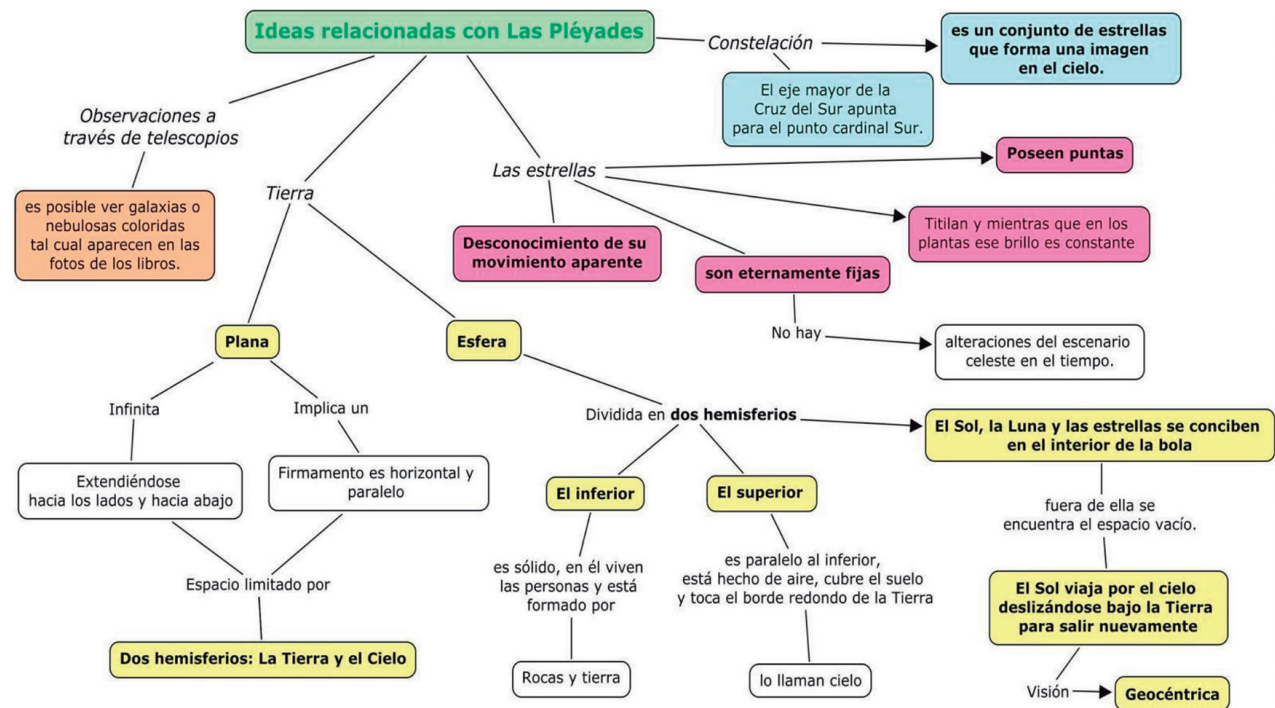 Ideas relacionadas con Las Pléyades
Constelación
es un conjunto de estrellas
que forma una imagen
en el cielo.
El eje mayor de la
Cruz del Sur apunta
para el punto cardinal Sur.
Observaciones a
través de telescopios
es posible ver galaxias o
nebulosas coloridas
tal cual aparecen en las
fotos de los libros.
Tierra
Las estrellas
Poseen puntas
Titilan y mientras que en los
plantas ese brillo es constante
Desconocimiento de su
movimiento aparente
son eternamente fijas
No hay
alteraciones del escenario
celeste en el tiempo.
Plana
Esfera
Infinita
Implica un
Extendiéndose
hacia los lados y hacia abajo
Firmamento es horizontal y
paralelo
Espacio limitado por
Dos hemisferios: La Tierra y el Cielo
Dividida en dos hemisferios
El inferior
es sólido, en él viven
las personas y está
formado por
Rocas y tierra
El superior
es paralelo al inferior,
está hecho de aire, cubre el suelo
y toca el borde redondo de la Tierra
lo llaman cielo
El Sol, la Luna y las estrellas se conciben
en el interior de la bola
fuera de ella se
encuentra el espacio vacío.
El Sol viaja por el cielo
deslizándose bajo la Tierra
para salir nuevamente
Visión
Geocéntrica